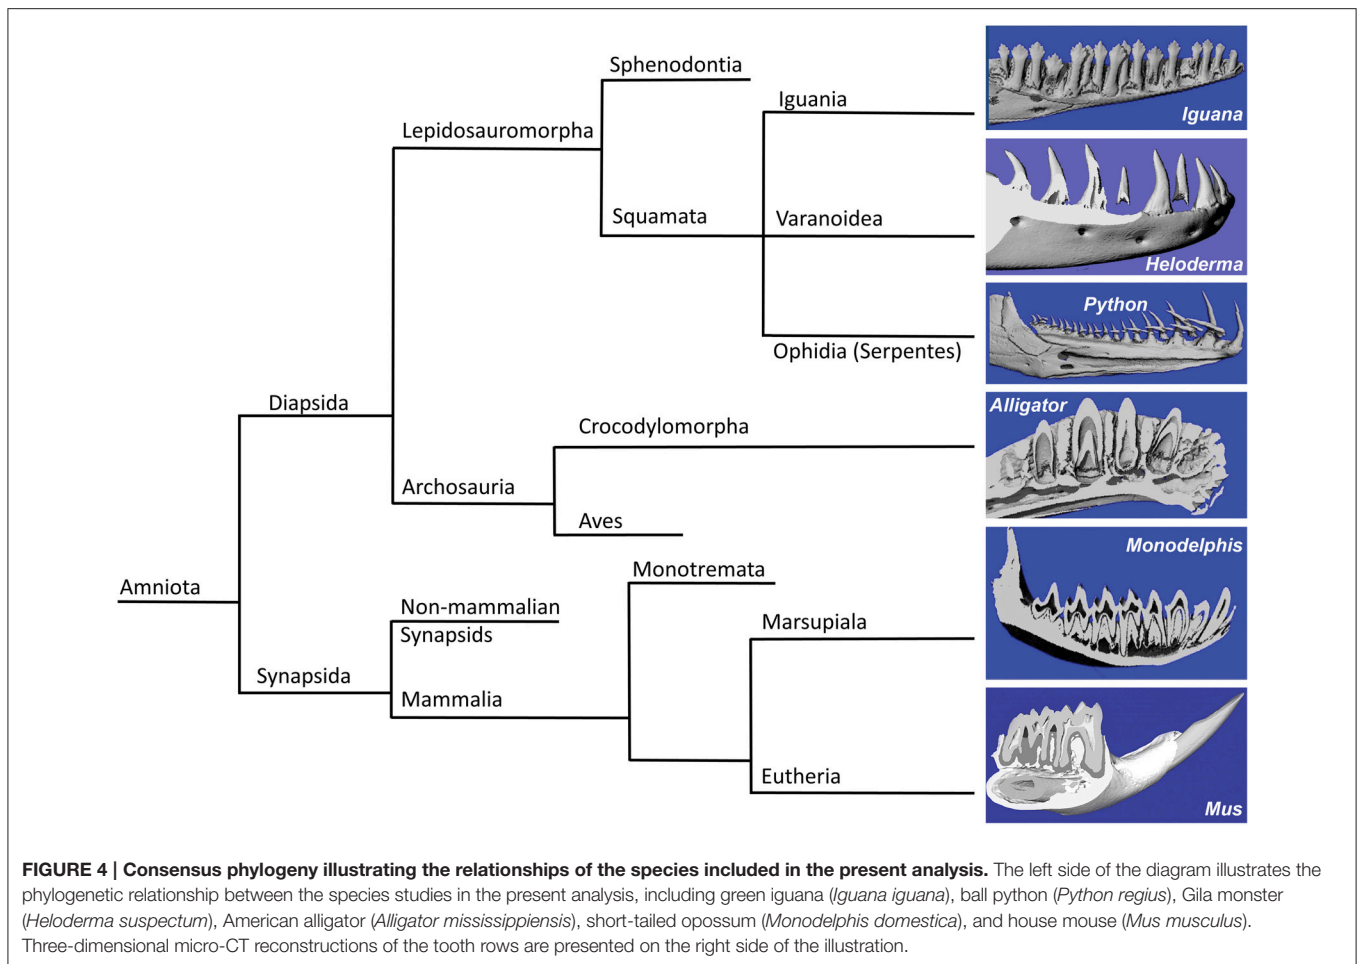 Sphenodontia
Iguania
Iguana
Lepidosauromorpha
Squamata
Varanoidea
Heloderma
Python
Ophidia (Serpentes)
Diapsida
Alligator
Crocodylomorpha
Archosauria
Aves
Monodelphis
Monotremata
Amniota
Non-mammalian
Synapsids
Marsupiala
Synapsida
Mammalia
Eutheria
Mus
FIGURE 4 | Consensus phylogeny illustrating the relationships of the species included in the present analysis. The left side of the diagram illustrates the
phylogenetic relationship between the species studies in the present analysis, including green iguana (Iguana iguana), ball python (Python regius), Gila monster
(Heloderma suspectum), American alligator (Alligator mississippiensis), short-tailed opossum (Monodelphis domestica), and house mouse (Mus musculus).
Three-dimensional micro-CT reconstructions of the tooth rows are presented on the right side of the illustration.